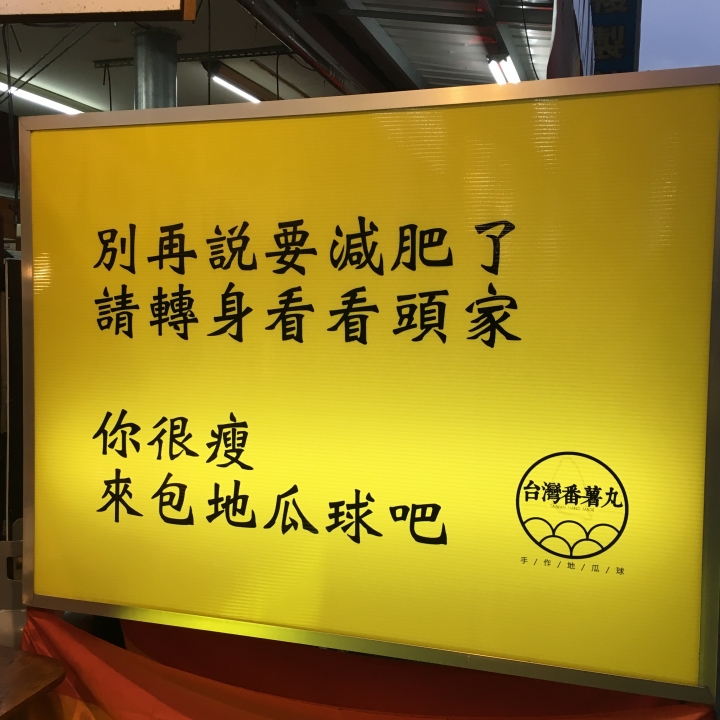 別再說要減肥了
請轉身看看頭家
你很瘦
來包地瓜球吧
台灣番薯丸
手/作/地/瓜/球